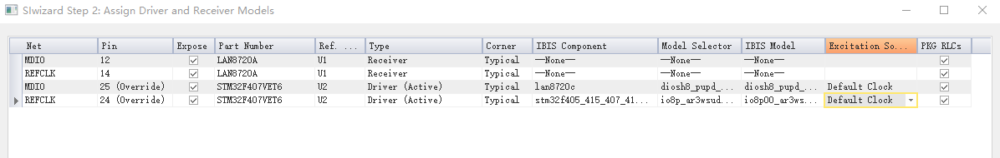 SIwizard Step 2: Assign Driver and Receiver Models
Net Pin Expose Part Number Ref. ... Type Corner IBIS Component Model Selector IBIS Model Excitation So... PKG RLCs
MDIO 12 LAN8720A U1 Receiver Typical --None-- --None-- --None--
REFCLK 14 LAN8720A U1 Receiver Typical --None-- --None-- --None--
MDIO 25 (Override) STM32F407VET6 U2 Driver (Active) Typical lan8720c diosh8_pupd_... diosh8_pupd_... Default Clock
REFCLK 24 (Override) STM32F407VET6 U2 Driver (Active) Typical stm32f405_415_407_41... io8p_ar3wsud... io8p00_ar3ws... Default Clock